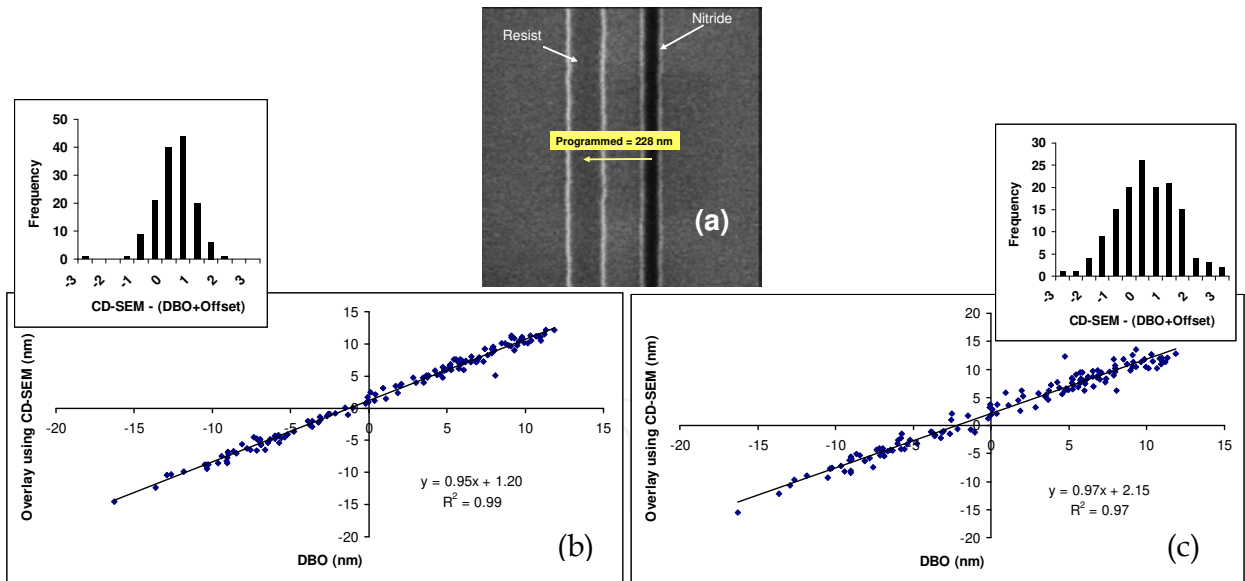 Nitride
Resist
Programmed = 228 nm
(a)
50
40
30
20
10
0
Frequency
-3
-2
-1
0
1
2
3
CD-SEM - (DBO+Offset)
30
25
20
15
10
5
0
Frequency
-3
-2
-1
0
1
2
3
CD-SEM - (DBO+Offset)
Overlay using CD-SEM (nm)
15
10
5
0
-5
-10
-15
-20
-20 -15 -10 -5 0 5 10 15
y = 0.95x + 1.20
R² = 0.99
DBO (nm)
(b)
Overlay using CD-SEM (nm)
20
15
10
5
0
-5
-10
-15
-20
-20 -15 -10 -5 0 5 10 15
y = 0.97x + 2.15
R² = 0.97
DBO (nm)
(c)